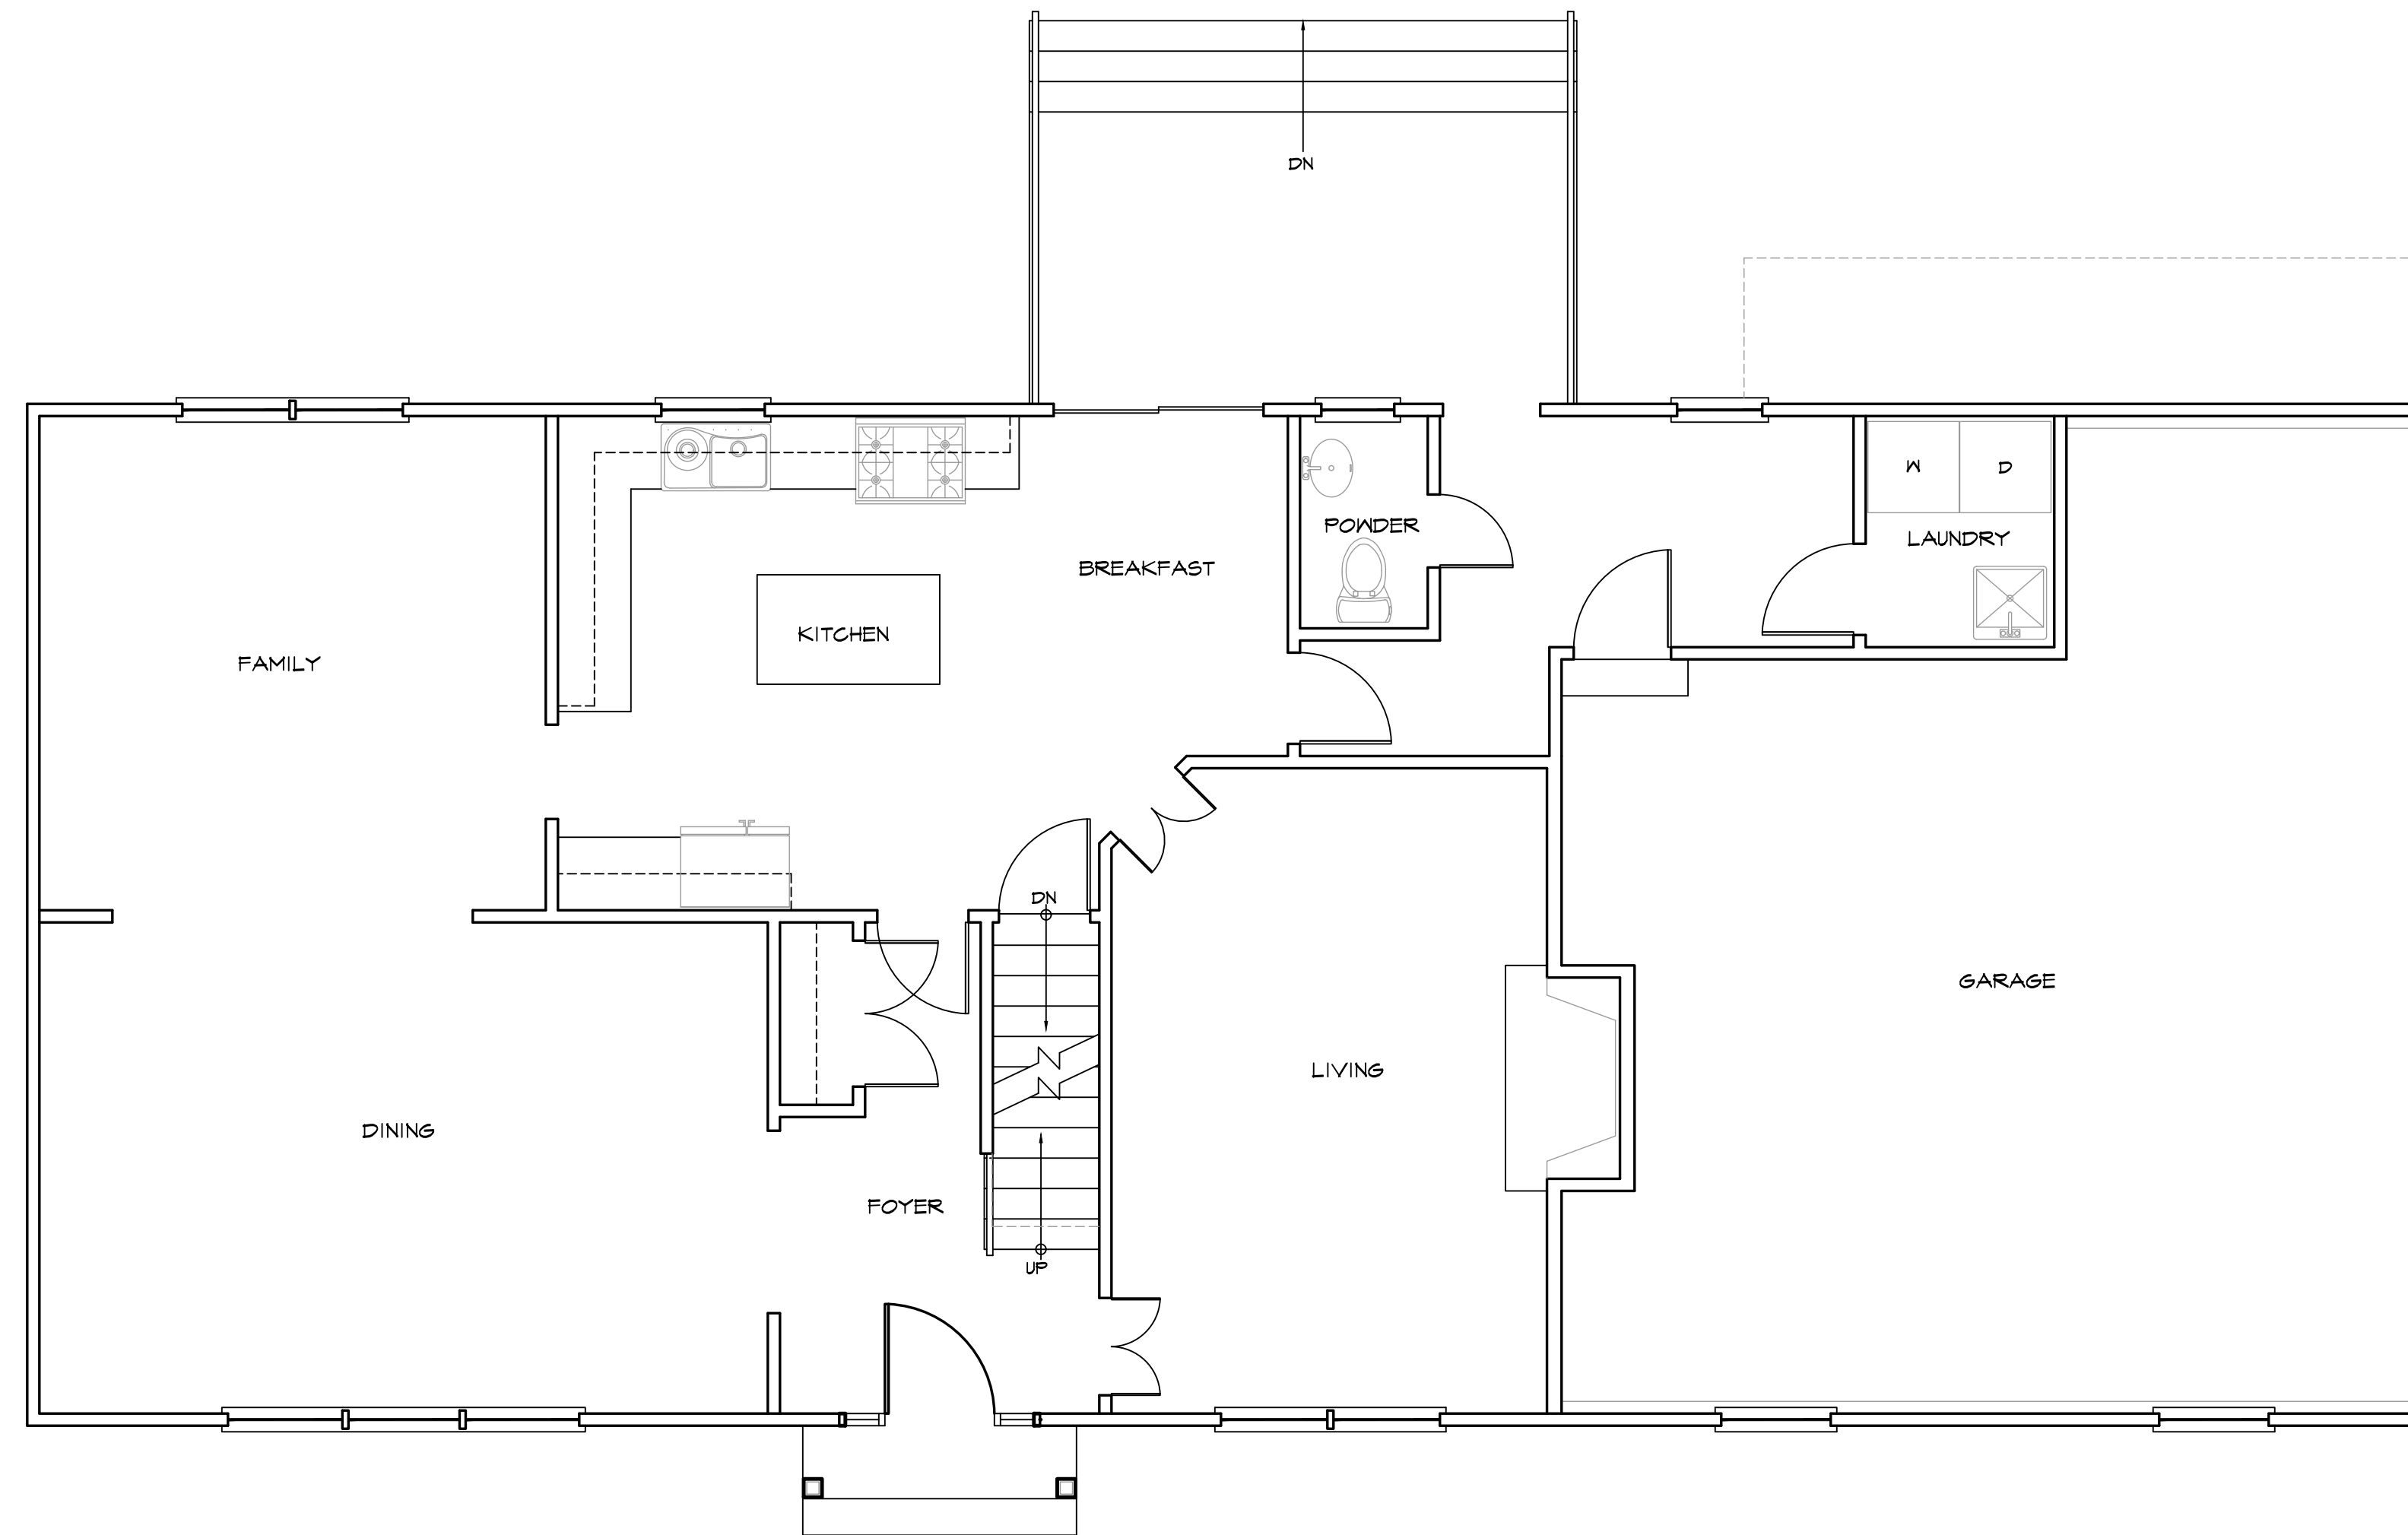 DN
W
D
POWDER
LAUNDRY
BREAKFAST
KITCHEN
FAMILY
DN
GARAGE
LIVING
DINING
FOYER
UP